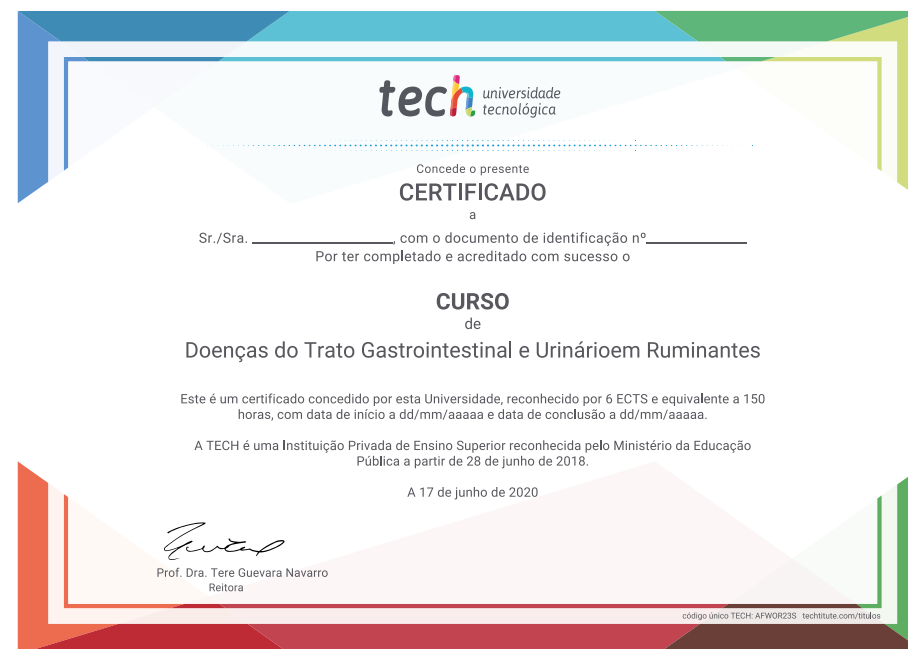 tech universidade
tecnológica
Concede o presente
CERTIFICADO
a
Sr./Sra. ____________, com o documento de identificação nº__________
Por ter completado e acreditado com sucesso o
CURSO
de
Doenças do Trato Gastrointestinal e Urinárioem Ruminantes
Este é um certificado concedido por esta Universidade, reconhecido por 6 ECTS e equivalente a 150
horas, com data de início a dd/mm/aaaaa e data de conclusão a dd/mm/aaaaa.
A TECH é uma Instituição Privada de Ensino Superior reconhecida pelo Ministério da Educação
Pública a partir de 28 de junho de 2018.
A 17 de junho de 2020
Prof. Dra. Tere Guevara Navarro
Reitora
código único TECH: AFWOR23S techtitute.com/titulos